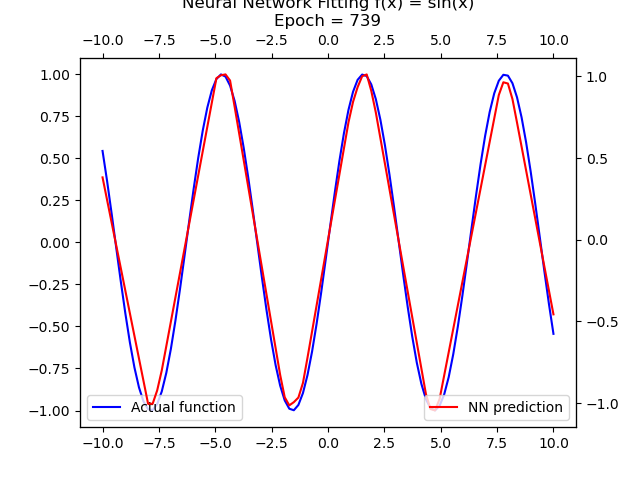 Neural Network Fitting f(x) = sin(x)
Epoch = 739
−10.0 −7.5 −5.0 −2.5 0.0 2.5 5.0 7.5 10.0
1.00 1.0
0.75
0.50 0.5
0.25
0.00 0.0
−0.25
−0.50 −0.5
−0.75
−1.00 −1.0
Actual function NN prediction
−10.0 −7.5 −5.0 −2.5 0.0 2.5 5.0 7.5 10.0